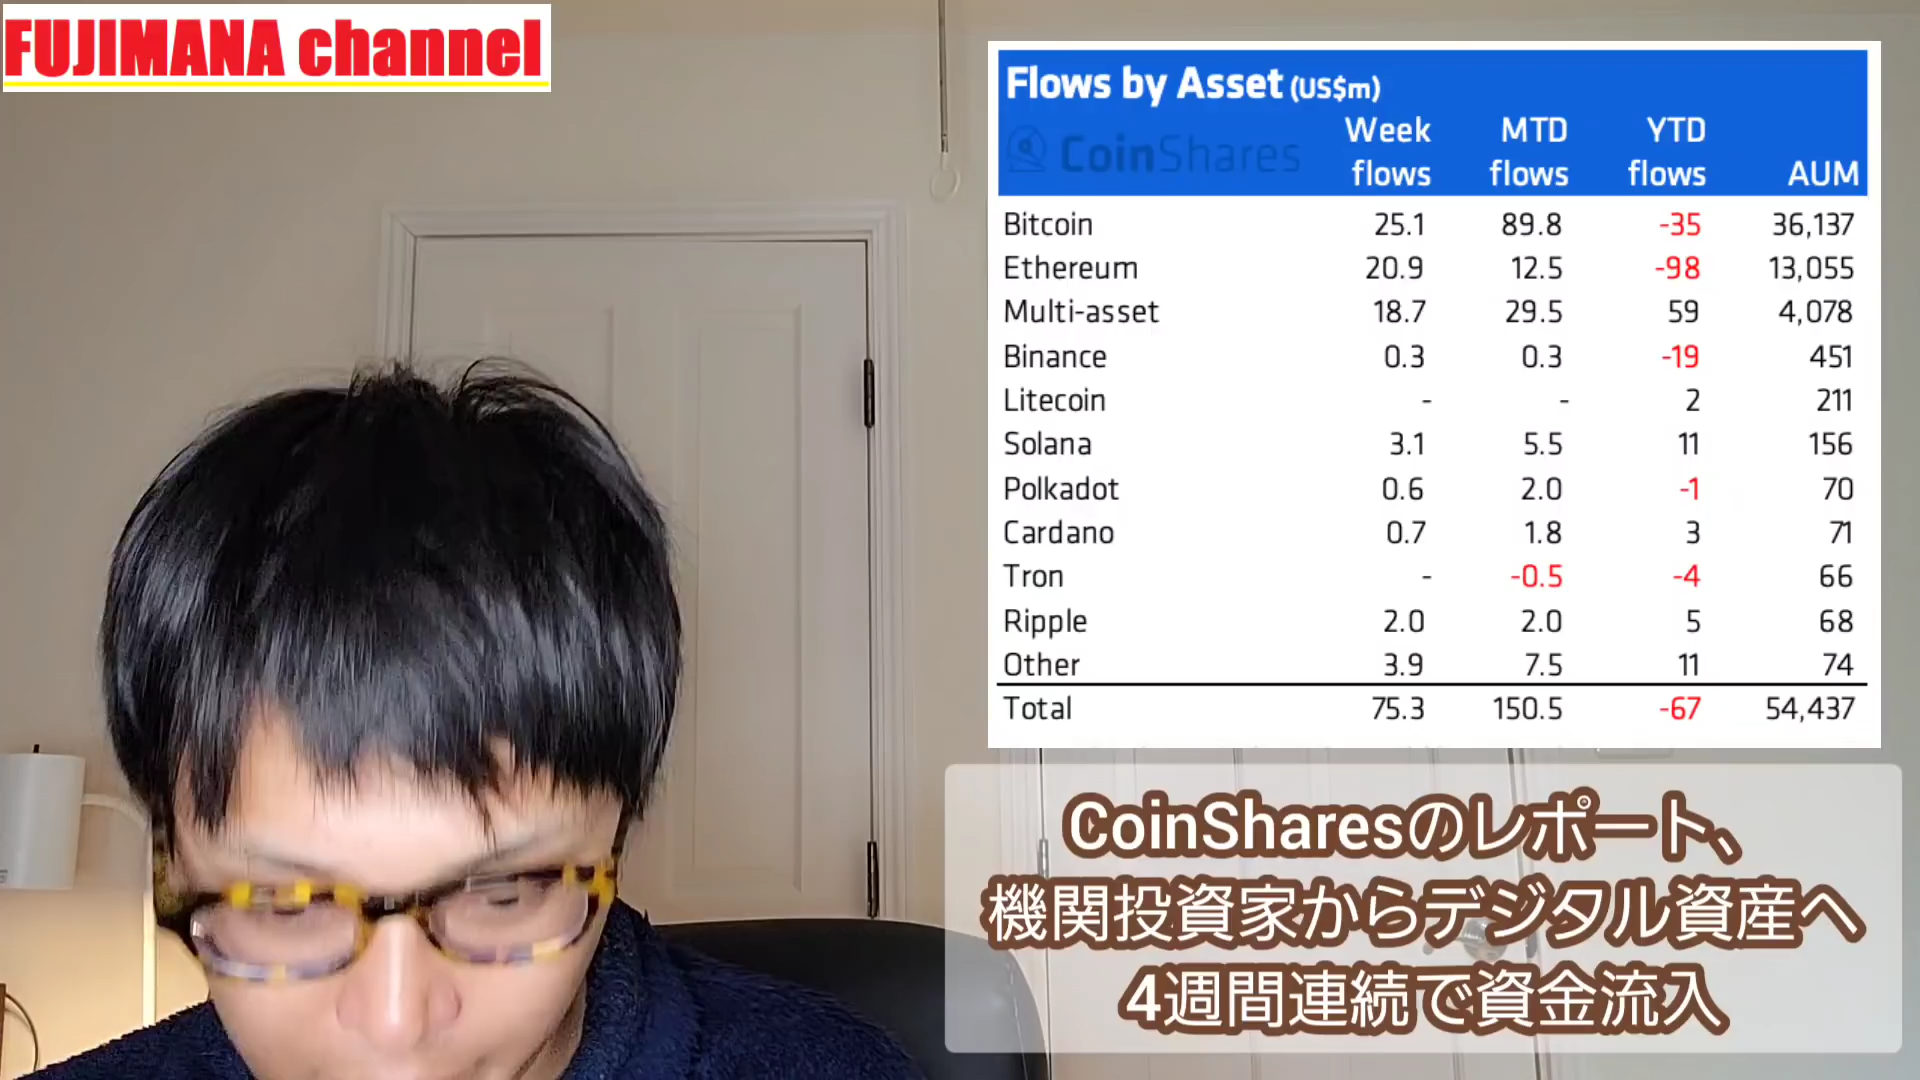 FUJIMANA channel
Flows by Asset (US$m)
CoinShares
Week flows MTD flows YTD flows AUM
Bitcoin 25.1 89.8 -35 36,137
Ethereum 20.9 12.5 -98 13,055
Multi-asset 18.7 29.5 59 4,078
Binance 0.3 0.3 -19 451
Litecoin - - 2 211
Solana 3.1 5.5 11 156
Polkadot 0.6 2.0 -1 70
Cardano 0.7 1.8 3 71
Tron - -0.5 -4 66
Ripple 2.0 2.0 5 68
Other 3.9 7.5 11 74
Total 75.3 150.5 -67 54,437
CoinSharesのレポート、
機関投資家からデジタル資産へ
4週間連続で資金流入